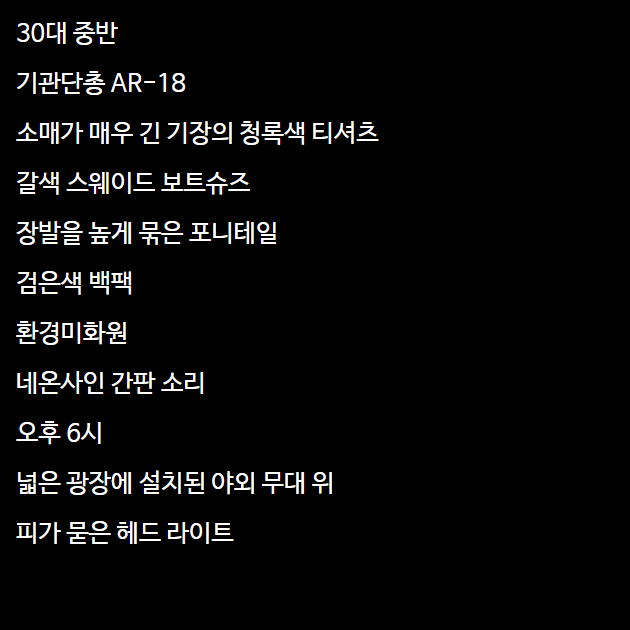 30대 중반
기관단총 AR-18
소매가 매우 긴 기장의 청록색 티셔츠
갈색 스웨이드 보트슈즈
장발을 높게 묶은 포니테일
검은색 백팩
환경미화원
네온사인 간판 소리
오후 6시
넓은 광장에 설치된 야외 무대 위
피가 묻은 헤드 라이트